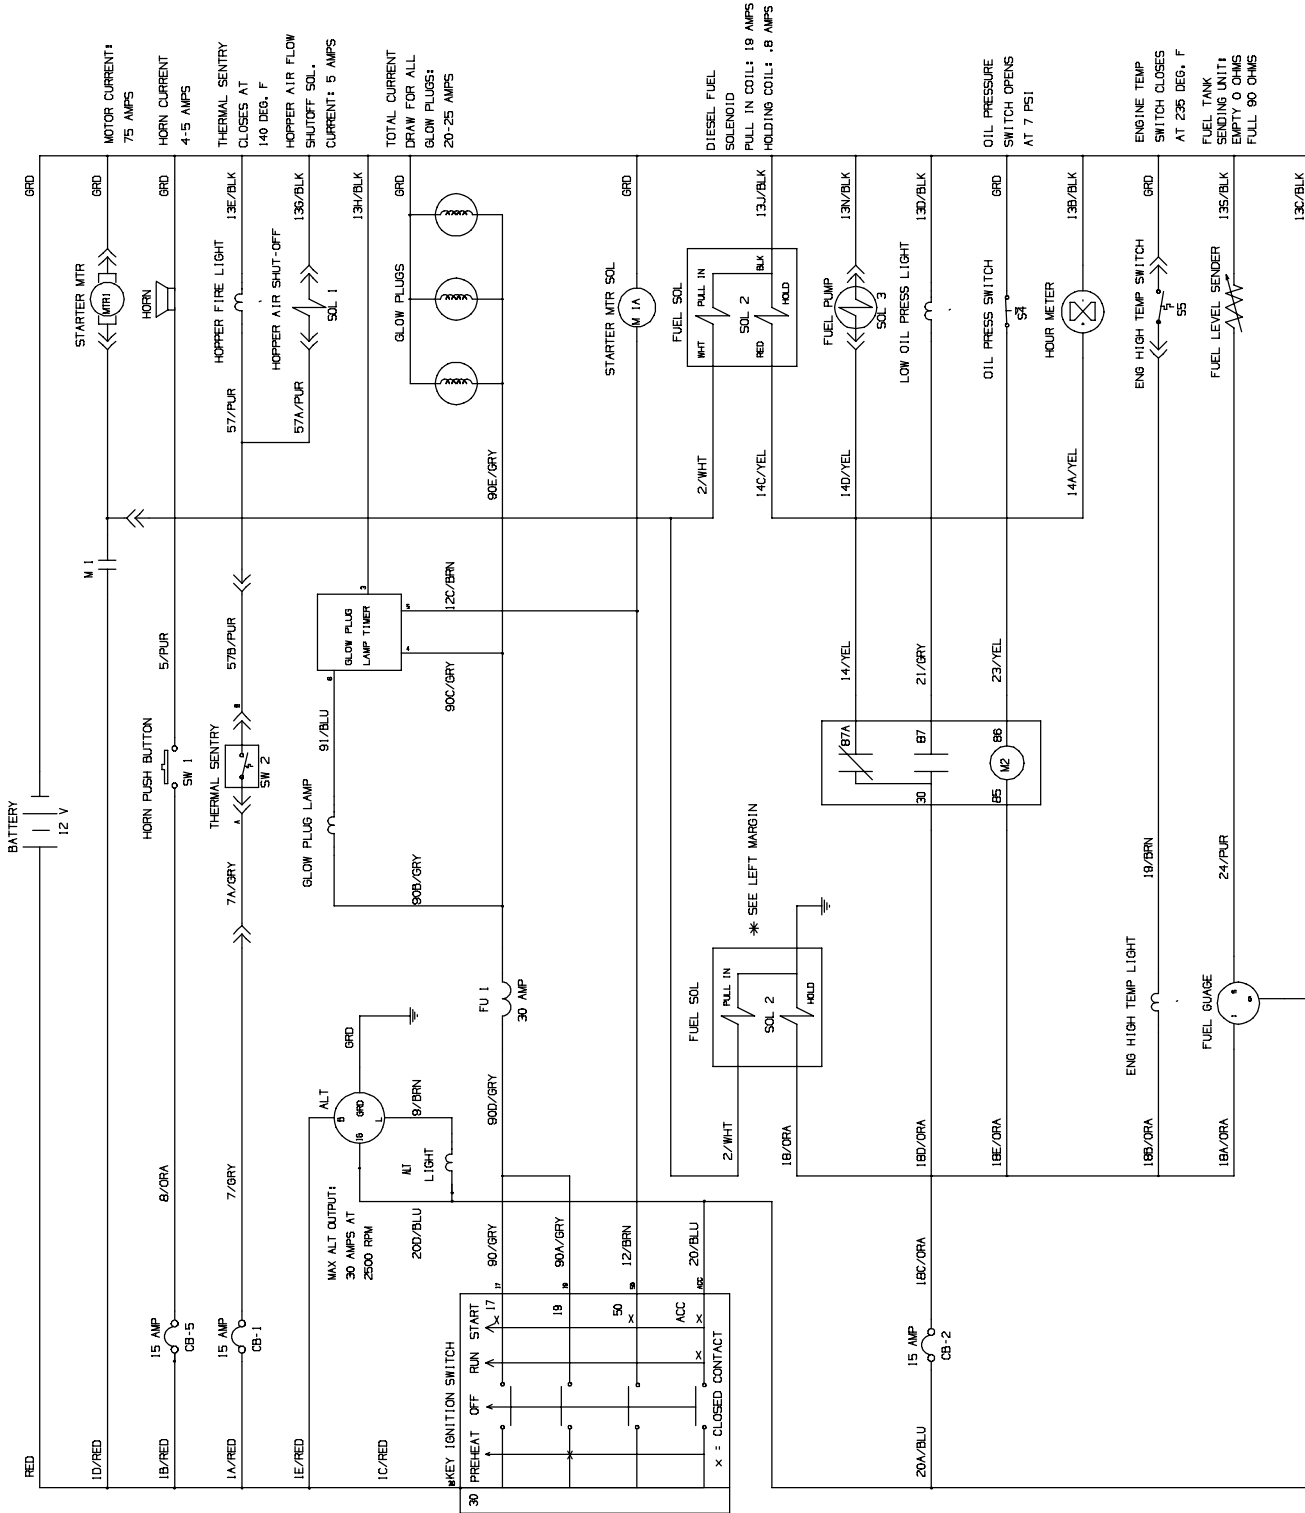 BATTERY
12 V
RED
GRD
MOTOR CURRENT:
75 AMPS
STARTER MTR
MTR1
GRD
M 1
1D/RED
HORN CURRENT
4-5 AMPS
HORN
GRD
5/PUR
HORN PUSH BUTTON
SW 1
8/ORA
15 AMP
CB-5
1B/RED
THERMAL SENTRY
CLOSES AT
140 DEG. F
HOPPER FIRE LIGHT
13E/BLK
57/PUR
57B/PUR
B
THERMAL SENTRY
SW 2
A
7A/GRY
7/GRY
15 AMP
CB-1
1A/RED
HOPPER AIR FLOW
SHUTOFF SOL.
CURRENT: 5 AMPS
HOPPER AIR SHUT-OFF
SOL 1
13G/BLK
57A/PUR
13H/BLK
GLOW PLUG
LAMP TIMER
3
5
4
6
12C/BRN
90C/GRY
91/BLU
GLOW PLUG LAMP
90B/GRY
TOTAL CURRENT
DRAW FOR ALL
GLOW PLUGS:
20-25 AMPS
GRD
GLOW PLUGS
90E/GRY
FU 1
30 AMP
90D/GRY
ALT
B
GRD
IG
L
GRD
9/BRN
ALT
LIGHT
MAX ALT OUTPUT:
30 AMPS AT
2500 RPM
20D/BLU
1E/RED
1C/RED
KEY IGNITION SWITCH
30
PREHEAT
OFF
RUN
START
17
19
50
ACC
X
X
X
X
X
X = CLOSED CONTACT
17
19
50
ACC
90/GRY
90A/GRY
12/BRN
20/BLU
STARTER MTR SOL
M 1A
GRD
DIESEL FUEL
SOLENOID
PULL IN COIL: 19 AMPS
HOLDING COIL: .8 AMPS
FUEL SOL
WHT
PULL IN
SOL 2
RED
BLK
HOLD
13J/BLK
2/WHT
14C/YEL
FUEL SOL
PULL IN
SOL 2
HOLD
* SEE LEFT MARGIN
2/WHT
18/ORA
FUEL PUMP
SOL 3
13N/BLK
14D/YEL
14/YEL
87A
LOW OIL PRESS LIGHT
13D/BLK
21/GRY
87
30
18D/ORA
18C/ORA
15 AMP
CB-2
20A/BLU
OIL PRESSURE
SWITCH OPENS
AT 7 PSI
OIL PRESS SWITCH
S4
GRD
23/YEL
86
M2
85
18E/ORA
HOUR METER
13B/BLK
14A/YEL
ENGINE TEMP
SWITCH CLOSES
AT 235 DEG. F
ENG HIGH TEMP SWITCH
S5
GRD
19/BRN
ENG HIGH TEMP LIGHT
18B/ORA
FUEL TANK
SENDING UNIT:
EMPTY 0 OHMS
FULL 90 OHMS
FUEL LEVEL SENDER
13S/BLK
24/PUR
FUEL GUAGE
I
S
G
18A/ORA
13C/BLK